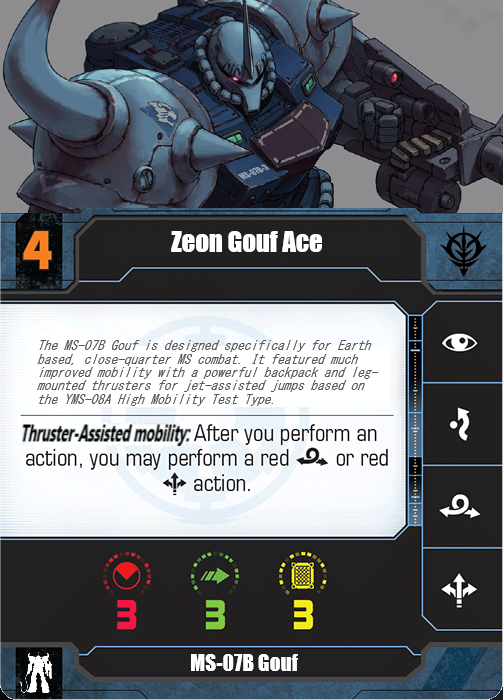 MS-07B-3
4
Zeon Gouf Ace
The MS-07B Gouf is designed specifically for Earth
based, close-quarter MS combat. It featured much
improved mobility with a powerful backpack and leg-
mounted thrusters for jet-assisted jumps based on
the YMS-08A High Mobility Test Type.
Thruster-Assisted mobility: After you perform an
action, you may perform a red or red
action.
3 3 3
MS-07B Gouf